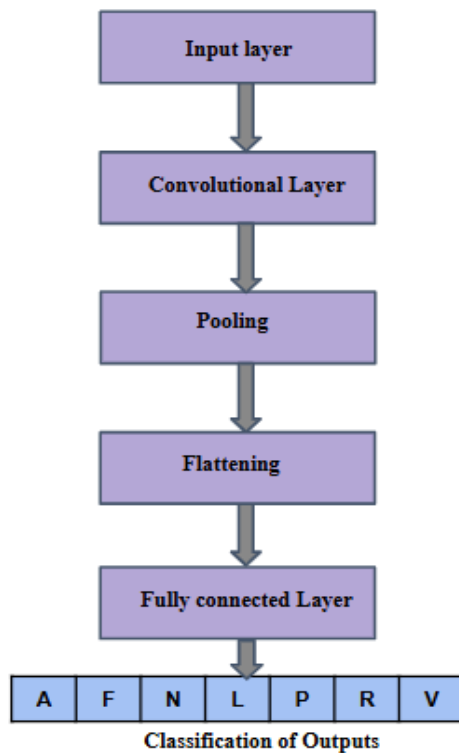 Input layer
Convolutional Layer
Pooling
Flattening
Fully connected Layer
A F N L P R V
Classification of Outputs